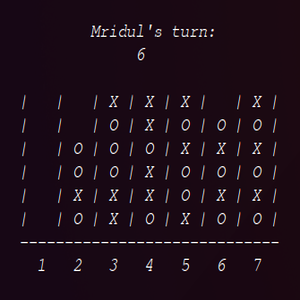 Mridul's turn:
6
|   |   | X | X | X |   | X |
|   |   | O | X | O | O | O |
|   | O | O | O | X | X | X |
|   | O | O | X | O | O | O |
|   | X | X | X | O | X | X |
|   | O | X | O | X | O | O |
-----------------------------
1 2 3 4 5 6 7